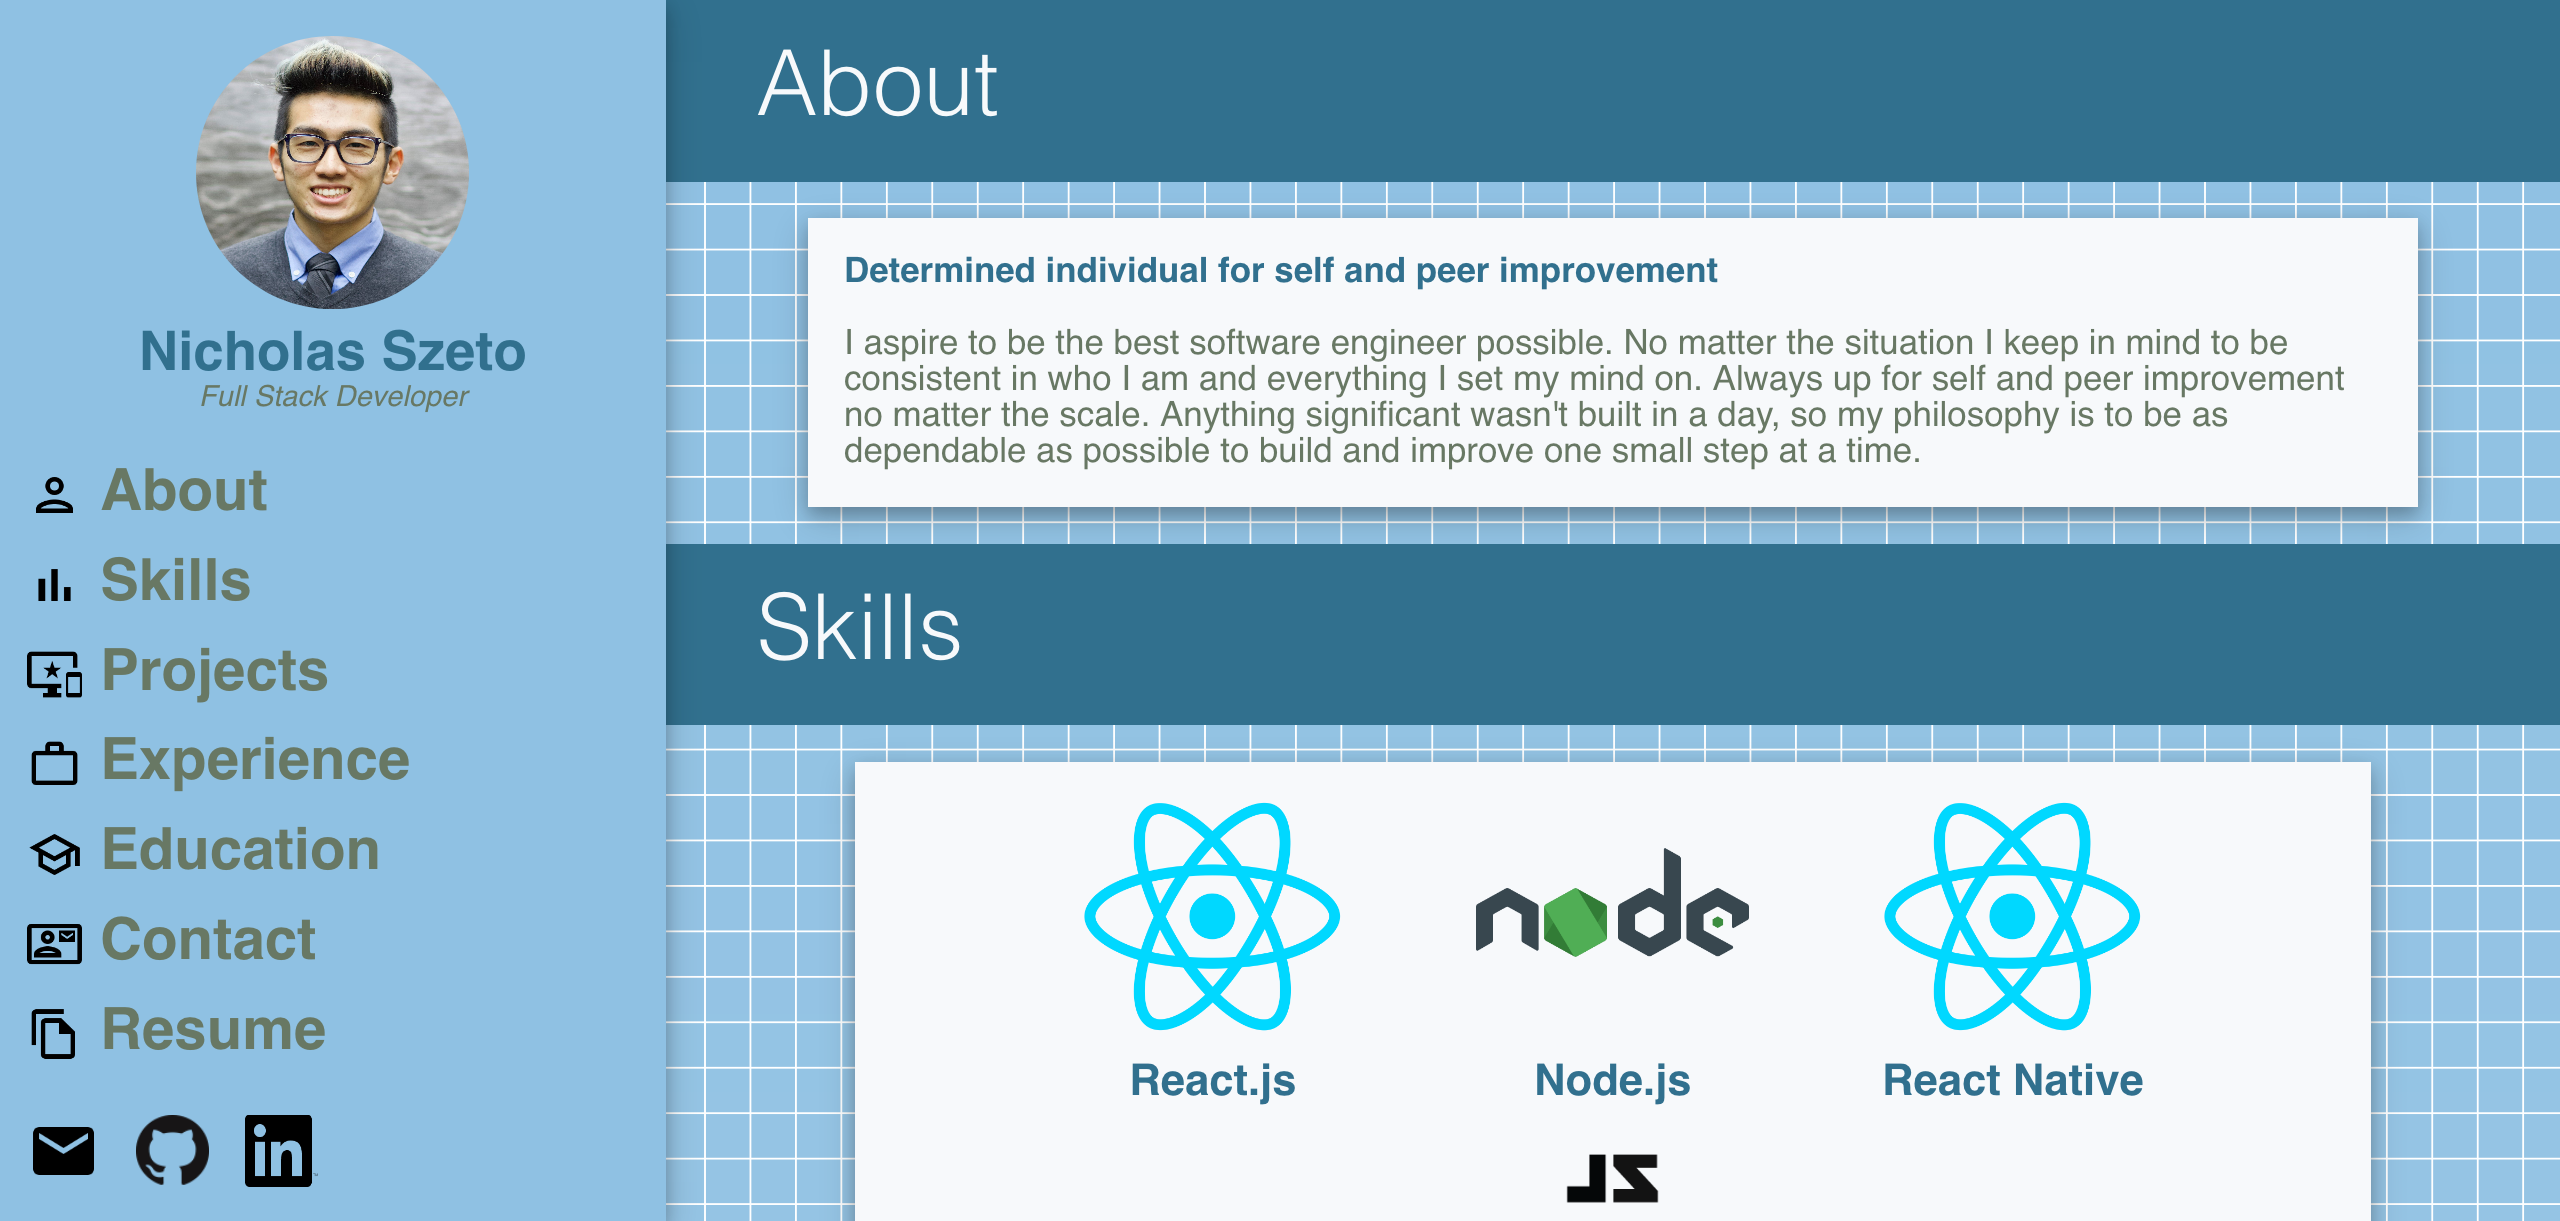 Nicholas Szeto
Full Stack Developer
About
Skills
Projects
Experience
Education
Contact
Resume
in
About
Determined individual for self and peer improvement
I aspire to be the best software engineer possible. No matter the situation I keep in mind to be
consistent in who I am and everything I set my mind on. Always up for self and peer improvement
no matter the scale. Anything significant wasn't built in a day, so my philosophy is to be as
dependable as possible to build and improve one small step at a time.
Skills
node
React.js
Node.js
React Native
JS